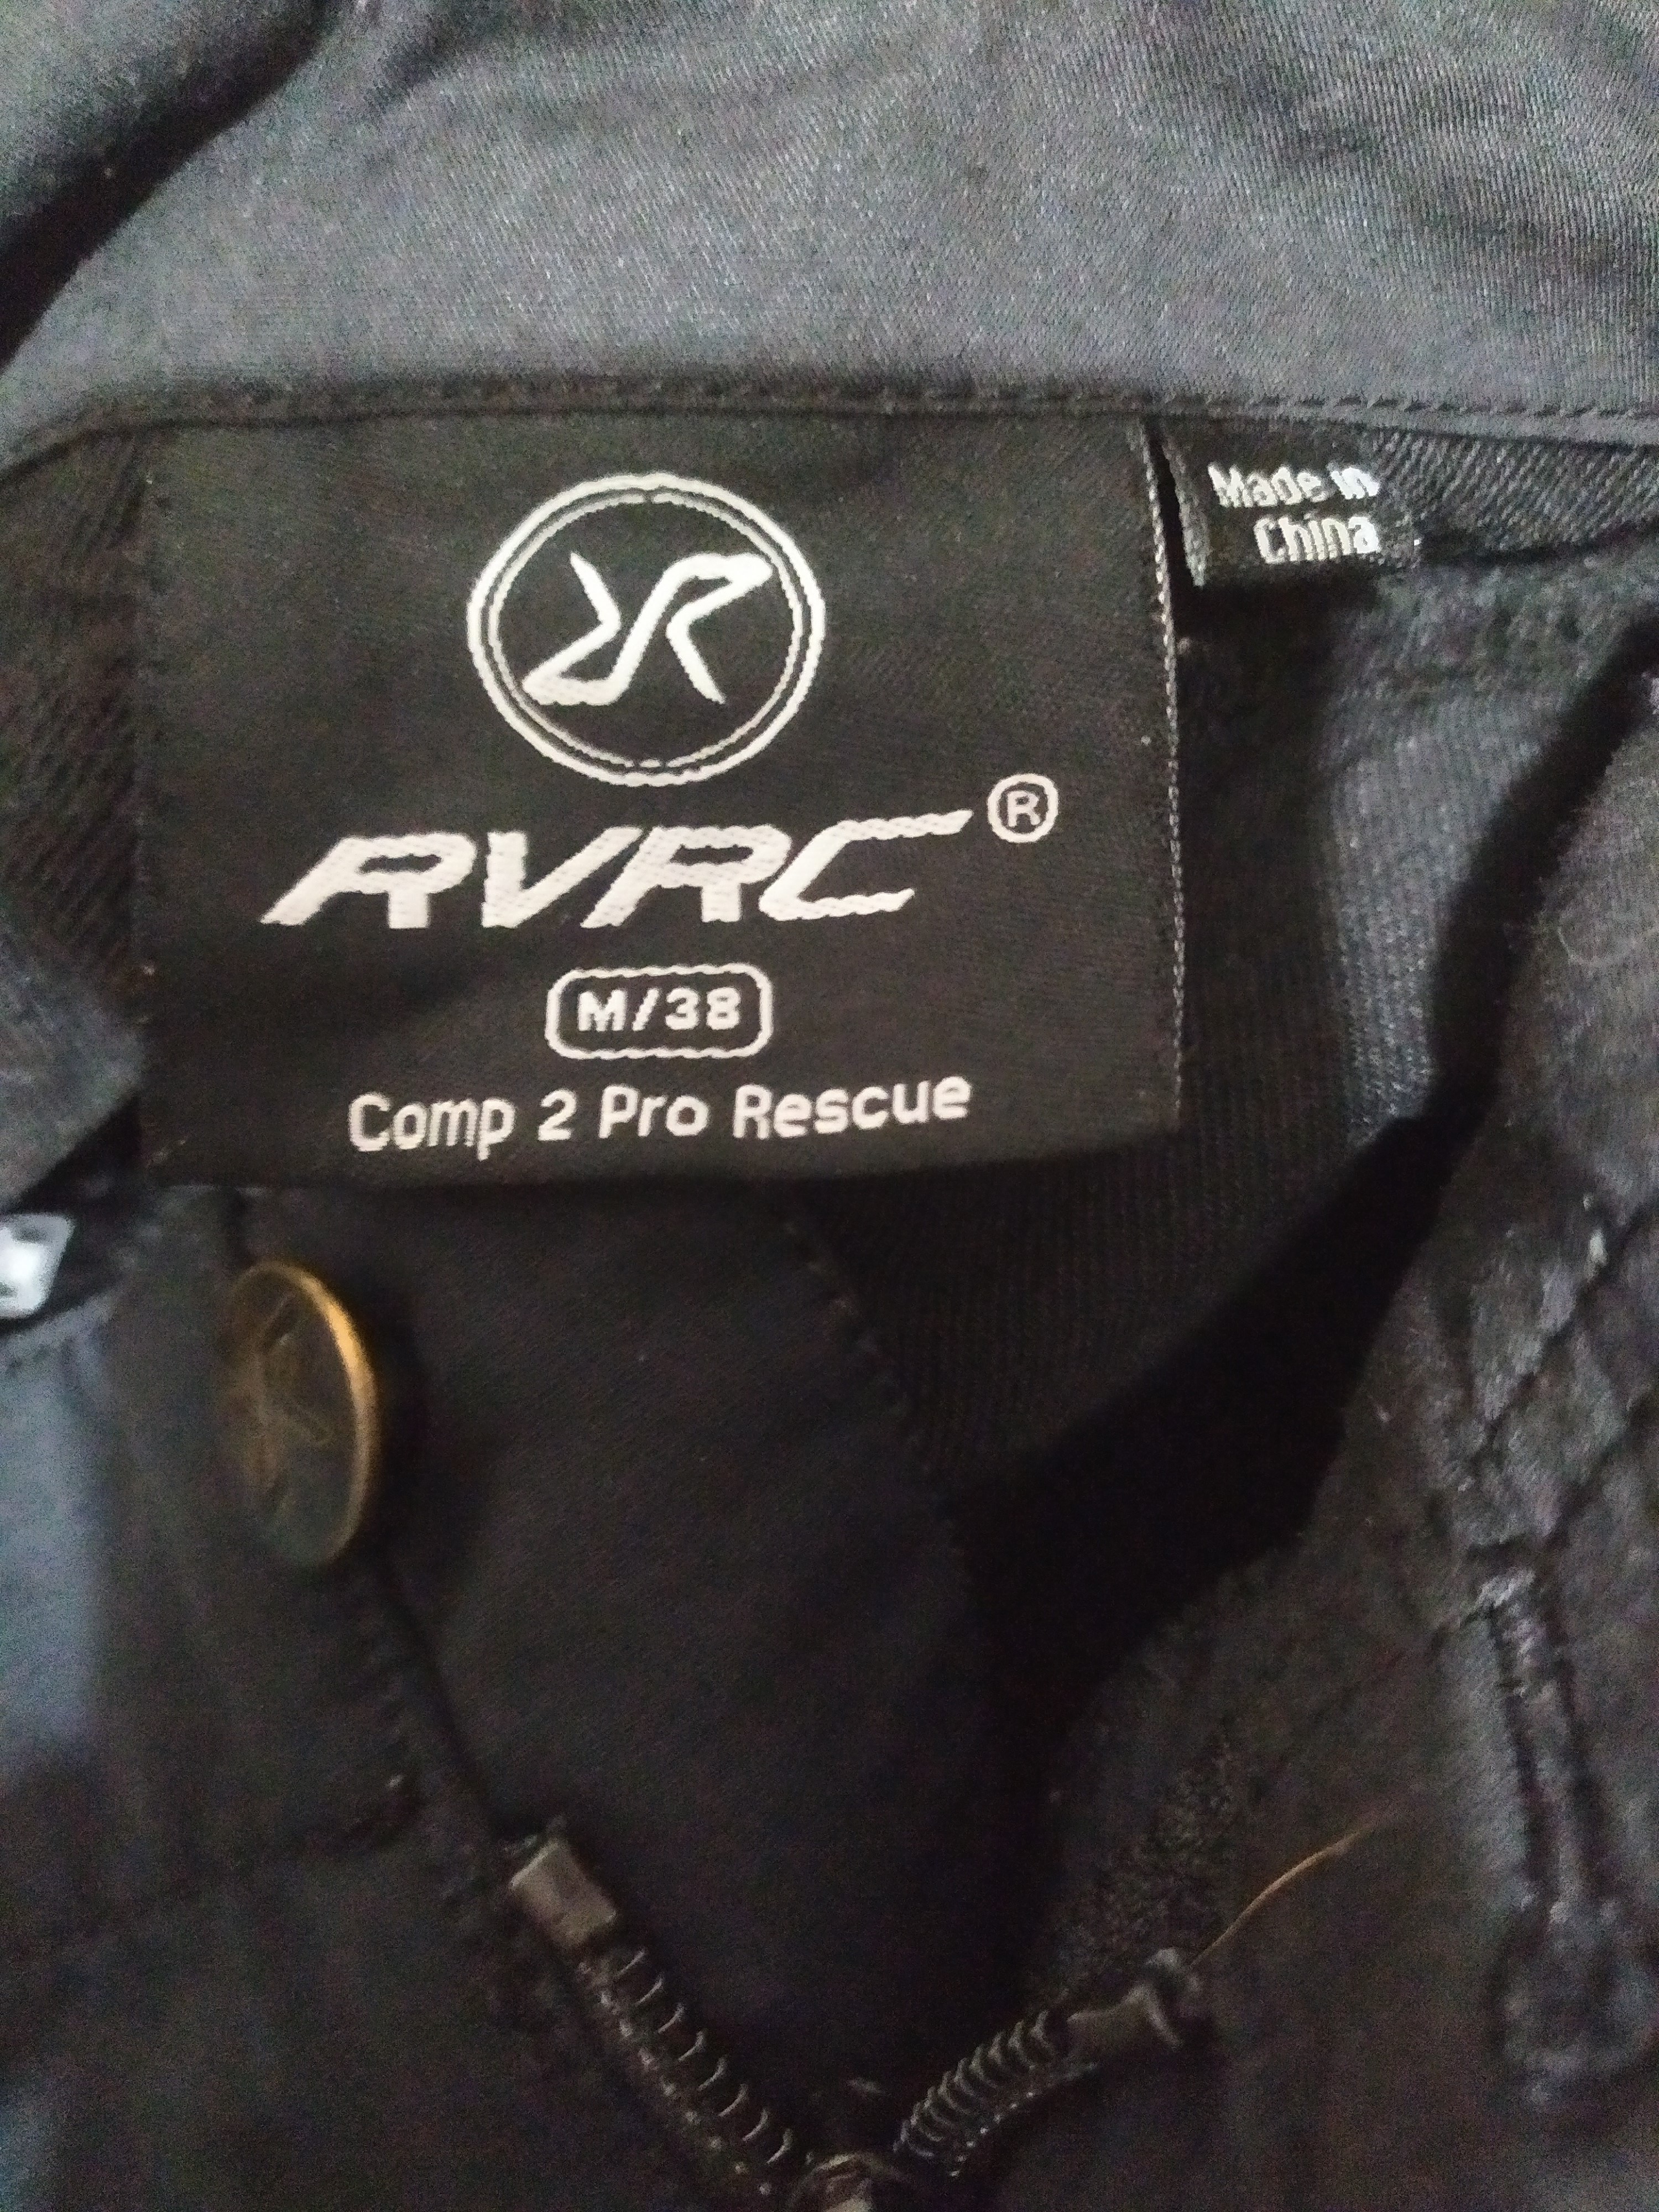 Made in
China
RVRC®
M/38
Comp 2 Pro Rescue